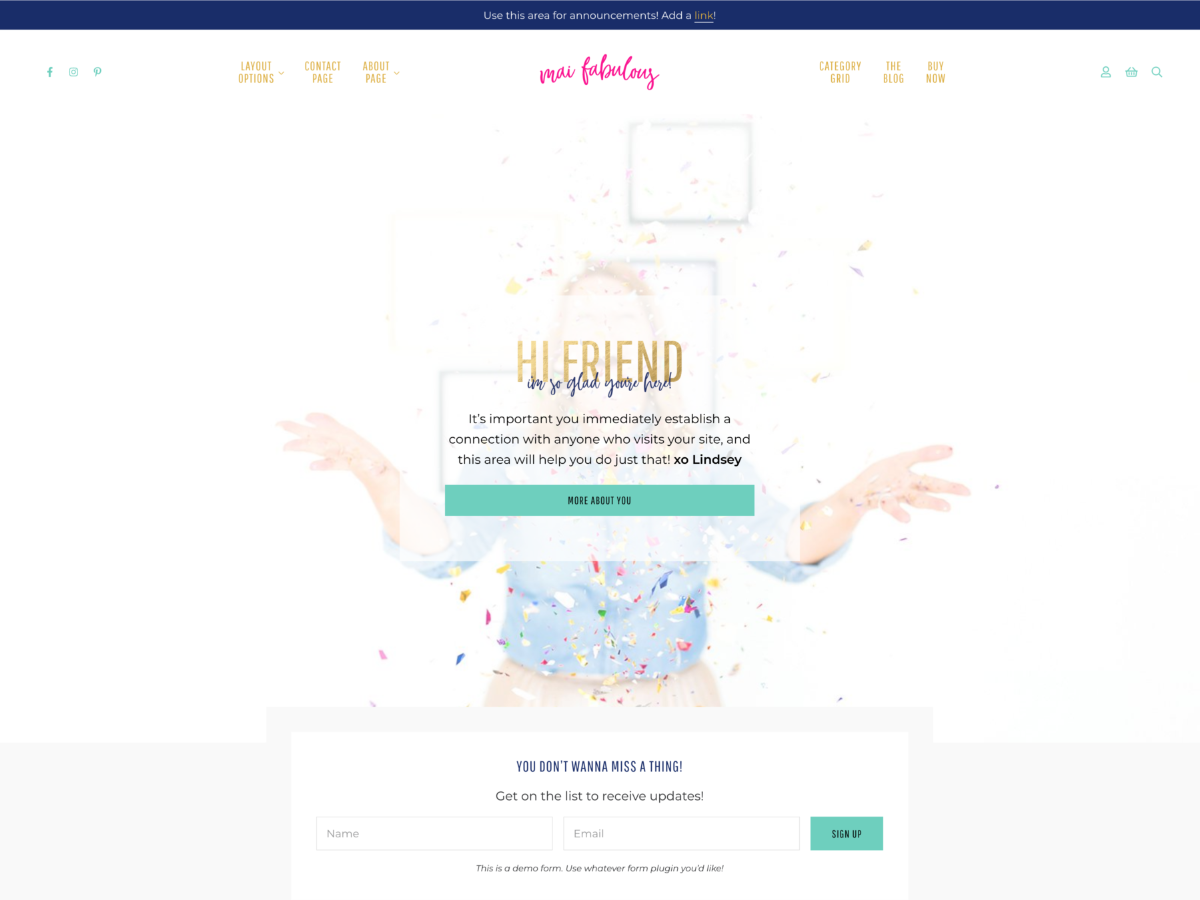 Use this area for announcements! Add a link!
LAYOUT
OPTIONS
CONTACT
PAGE
ABOUT
PAGE
mai fabulous
CATEGORY
GRID
THE
BLOG
BUY
NOW
HI FRIEND
i'm so glad you're here!
It's important you immediately establish a
connection with anyone who visits your site, and
this area will help you do just that! xo Lindsey
MORE ABOUT YOU
YOU DON'T WANNA MISS A THING!
Get on the list to receive updates!
Name
Email
SIGN UP
This is a demo form. Use whatever form plugin you'd like!